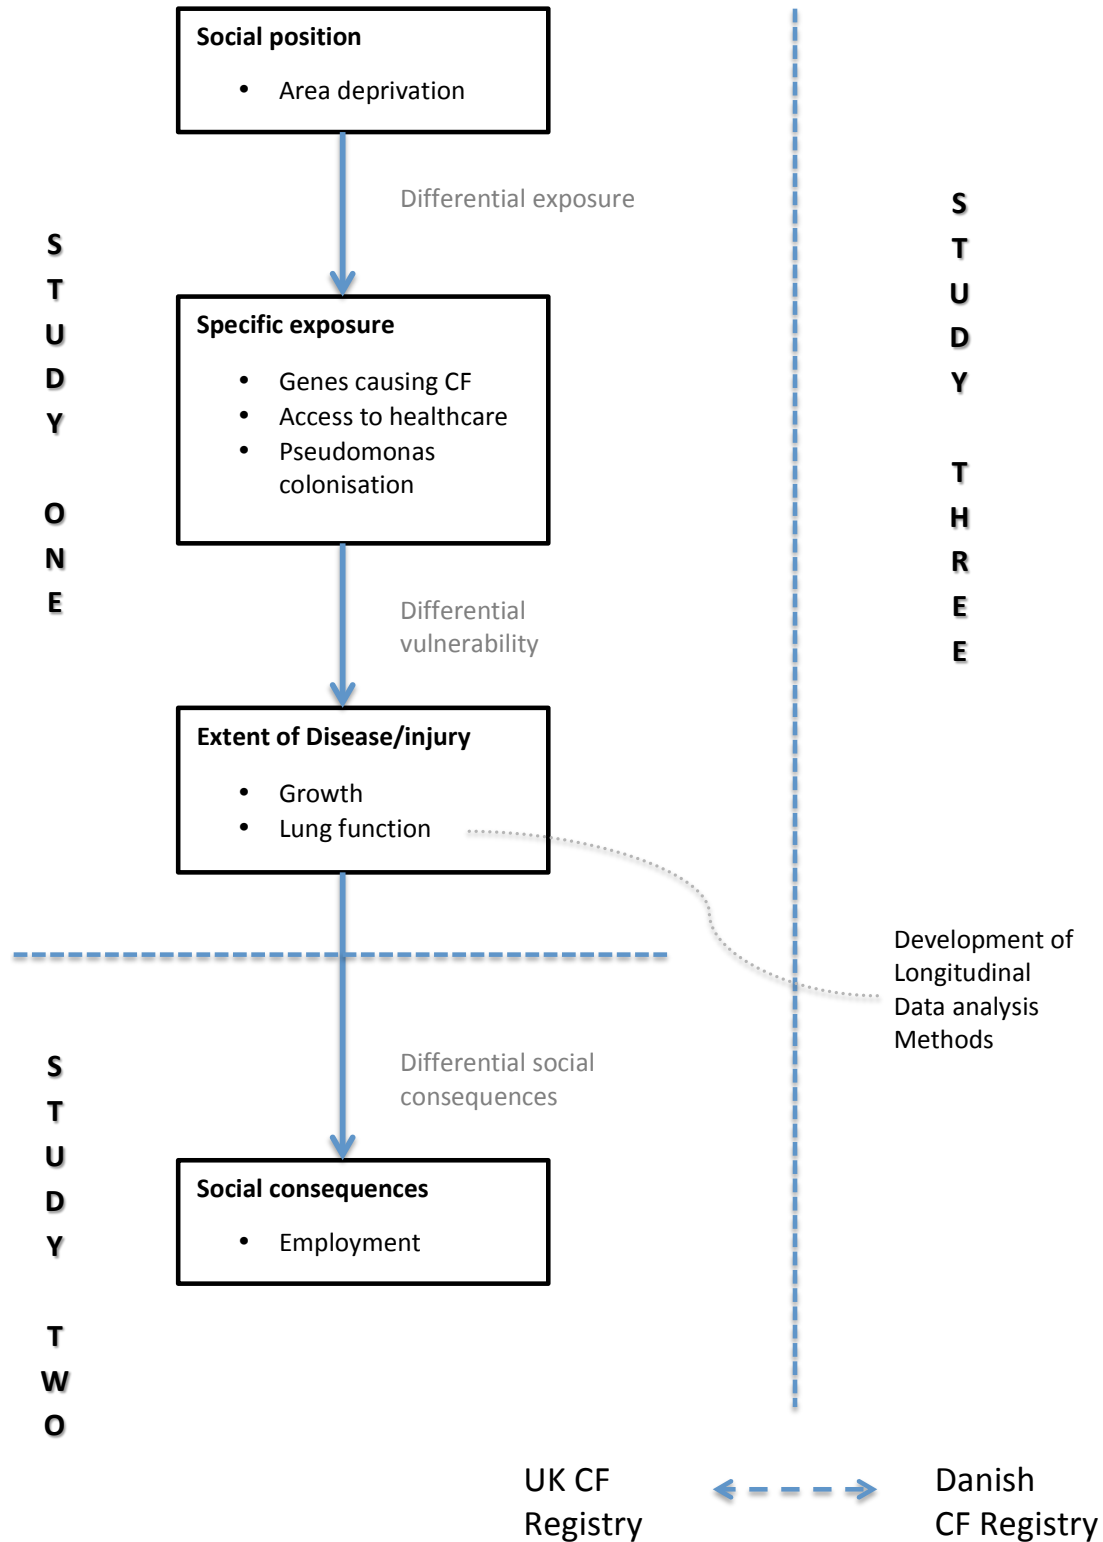 Social position
• Area deprivation
Differential exposure
STUDY ONE
Specific exposure
• Genes causing CF
• Access to healthcare
• Pseudomonas
colonisation
STUDY THREE
Differential
vulnerability
Extent of Disease/injury
• Growth
• Lung function
Development of
Longitudinal
Data analysis
Methods
STUDY TWO
Differential social
consequences
Social consequences
• Employment
UK CF
Registry
Danish
CF Registry